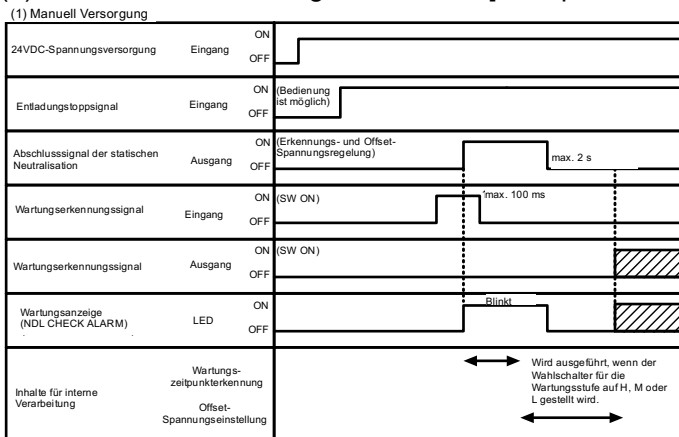 (1) Manuell Versorgung
24VDC-Spannungsversorgung Eingang ON
OFF
Entladungstoppsignal Eingang ON (Bedienung
ist möglich)
OFF
Abschlusssignal der statischen
Neutralisation Ausgang ON (Erkennungs- und Offset-
Spannungsregelung)
OFF
max. 2 s
Wartungserkennungssignal Eingang ON (SW ON)
OFF
max. 100 ms
Wartungserkennungssignal Ausgang ON (SW ON)
OFF
Wartungsanzeige
(NDL CHECK ALARM) LED ON
OFF
Blinkt
Inhalte für interne
Verarbeitung
Wartungs-
zeitpunkterkennung
Offset-
Spannungseinstellung
Wird ausgeführt, wenn der
Wahlschalter für die
Wartungsstufe auf H, M oder
L gestellt wird.